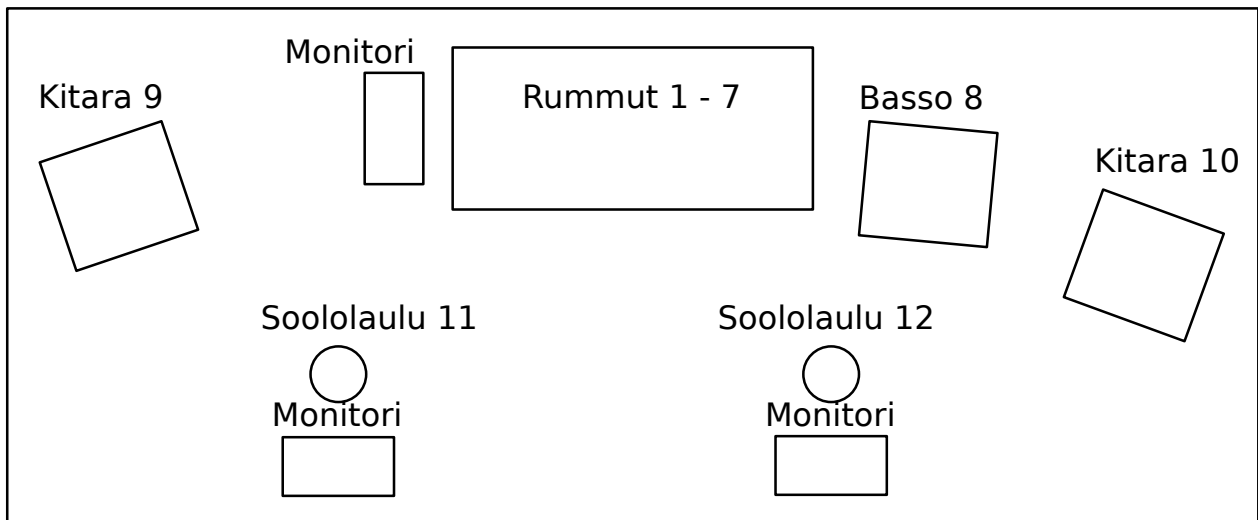 Monitori
Kitara 9
Rummut 1 - 7
Basso 8
Kitara 10
Soololaulu 11
Soololaulu 12
Monitori
Monitori